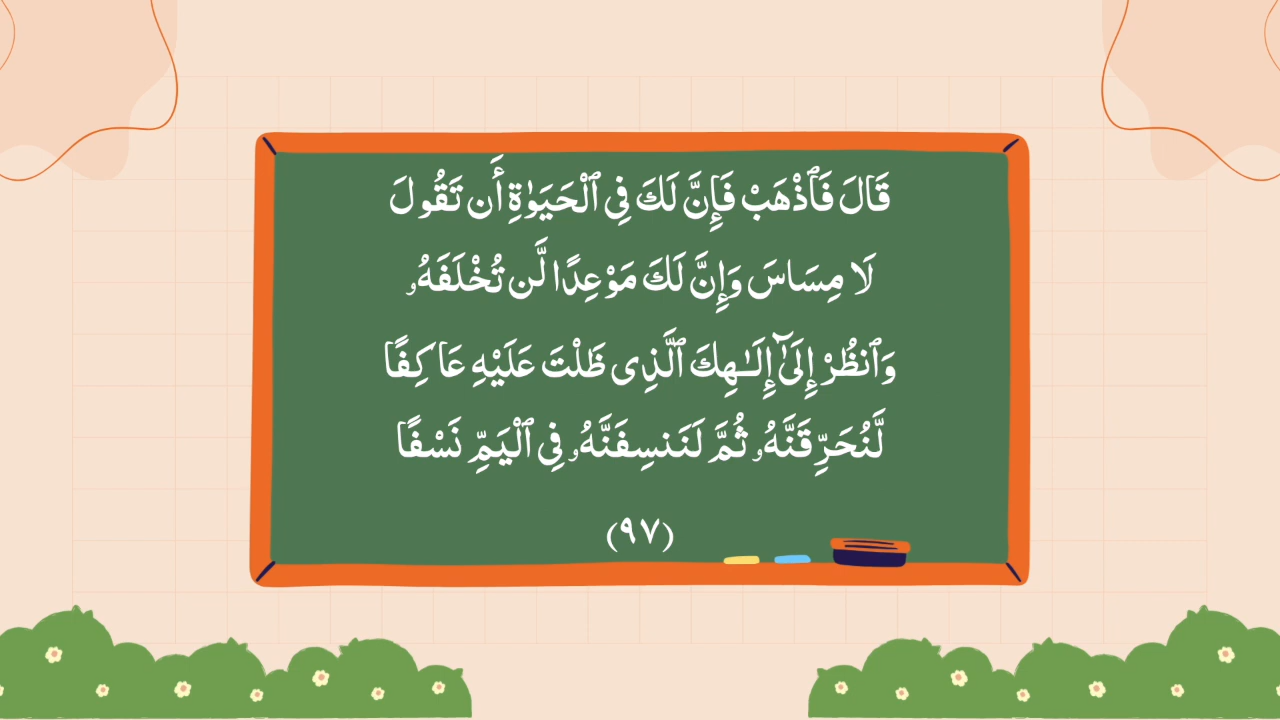 قَالَ فَٱذْهَبْ فَإِنَّ لَكَ فِى ٱلْحَيَوٰةِ أَن تَقُولَ
لَا مِسَاسَ وَإِنَّ لَكَ مَوْعِدًا لَّن تُخْلَفَهُۥ
وَٱنظُرْ إِلَىٰٓ إِلَـٰهِكَ ٱلَّذِى ظَلْتَ عَلَيْهِ عَاكِفًا
لَّنُحَرِّقَنَّهُۥ ثُمَّ لَنَنسِفَنَّهُۥ فِى ٱلْيَمِّ نَسْفًا
(٩٧)